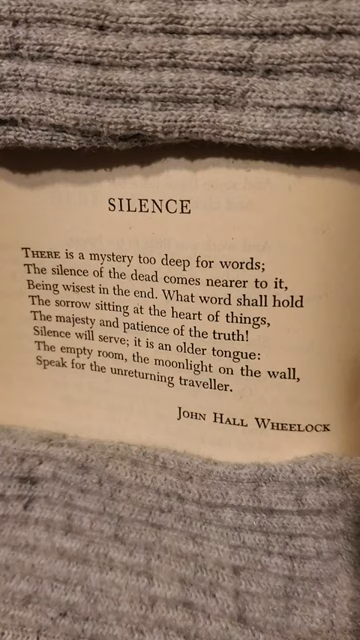 SILENCE
THERE is a mystery too deep for words;
The silence of the dead comes nearer to it,
Being wisest in the end. What word shall hold
The sorrow sitting at the heart of things,
The majesty and patience of the truth!
Silence will serve; it is an older tongue:
The empty room, the moonlight on the wall,
Speak for the unreturning traveller.
JOHN HALL WHEELOCK